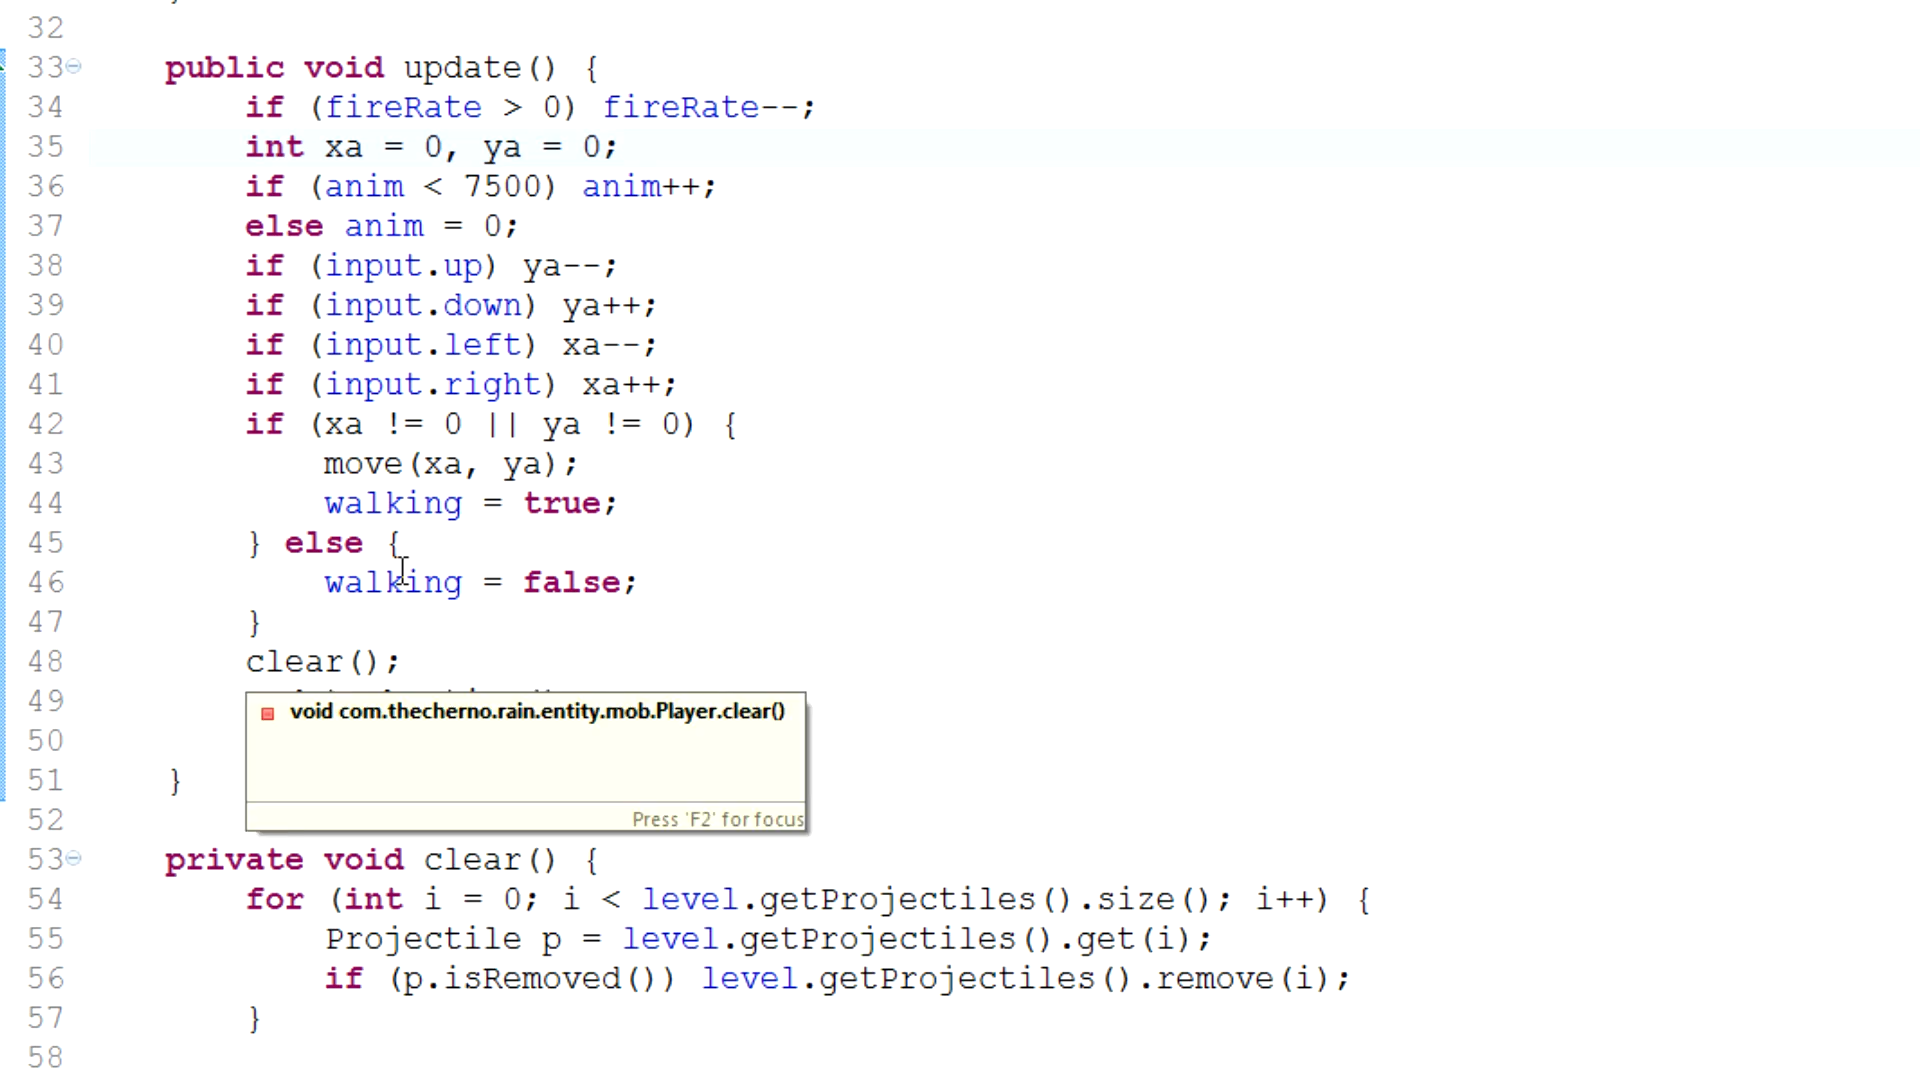 32
33 public void update() {
34 if (fireRate > 0) fireRate--;
35 int xa = 0, ya = 0;
36 if (anim < 7500) anim++;
37 else anim = 0;
38 if (input.up) ya--;
39 if (input.down) ya++;
40 if (input.left) xa--;
41 if (input.right) xa++;
42 if (xa != 0 || ya != 0) {
43 move(xa, ya);
44 walking = true;
45 } else {
46 walking = false;
47 }
48 clear();
49
void com.thecherno.rain.entity.mob.Player.clear()
50
51 }
52
Press 'F2' for focus
53 private void clear() {
54 for (int i = 0; i < level.getProjectiles().size(); i++) {
55 Projectile p = level.getProjectiles().get(i);
56 if (p.isRemoved()) level.getProjectiles().remove(i);
57 }
58